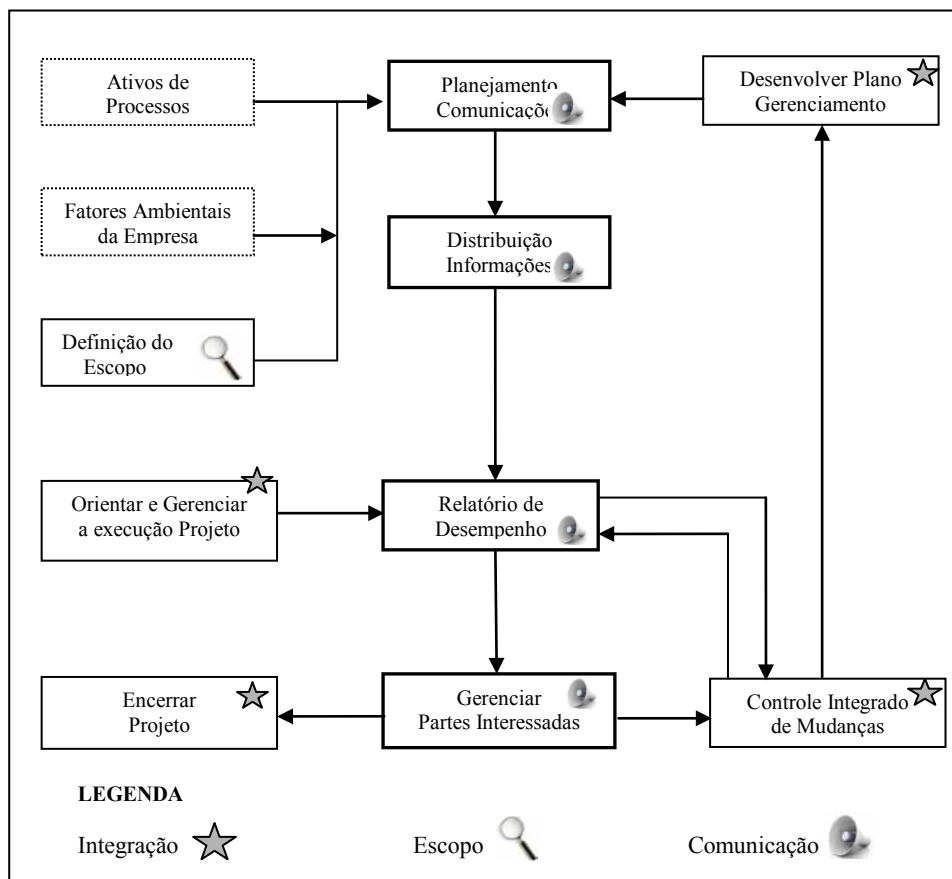 Ativos de
Processos
Planejamento
Comunicaçõe
Desenvolver Plano
Gerenciamento
Fatores Ambientais
da Empresa
Distribuição
Informações
Definição do
Escopo
Orientar e Gerenciar
a execução Projeto
Relatório de
Desempenho
Encerrar
Projeto
Gerenciar
Partes Interessadas
Controle Integrado
de Mudanças
LEGENDA
Integração
Escopo
Comunicação